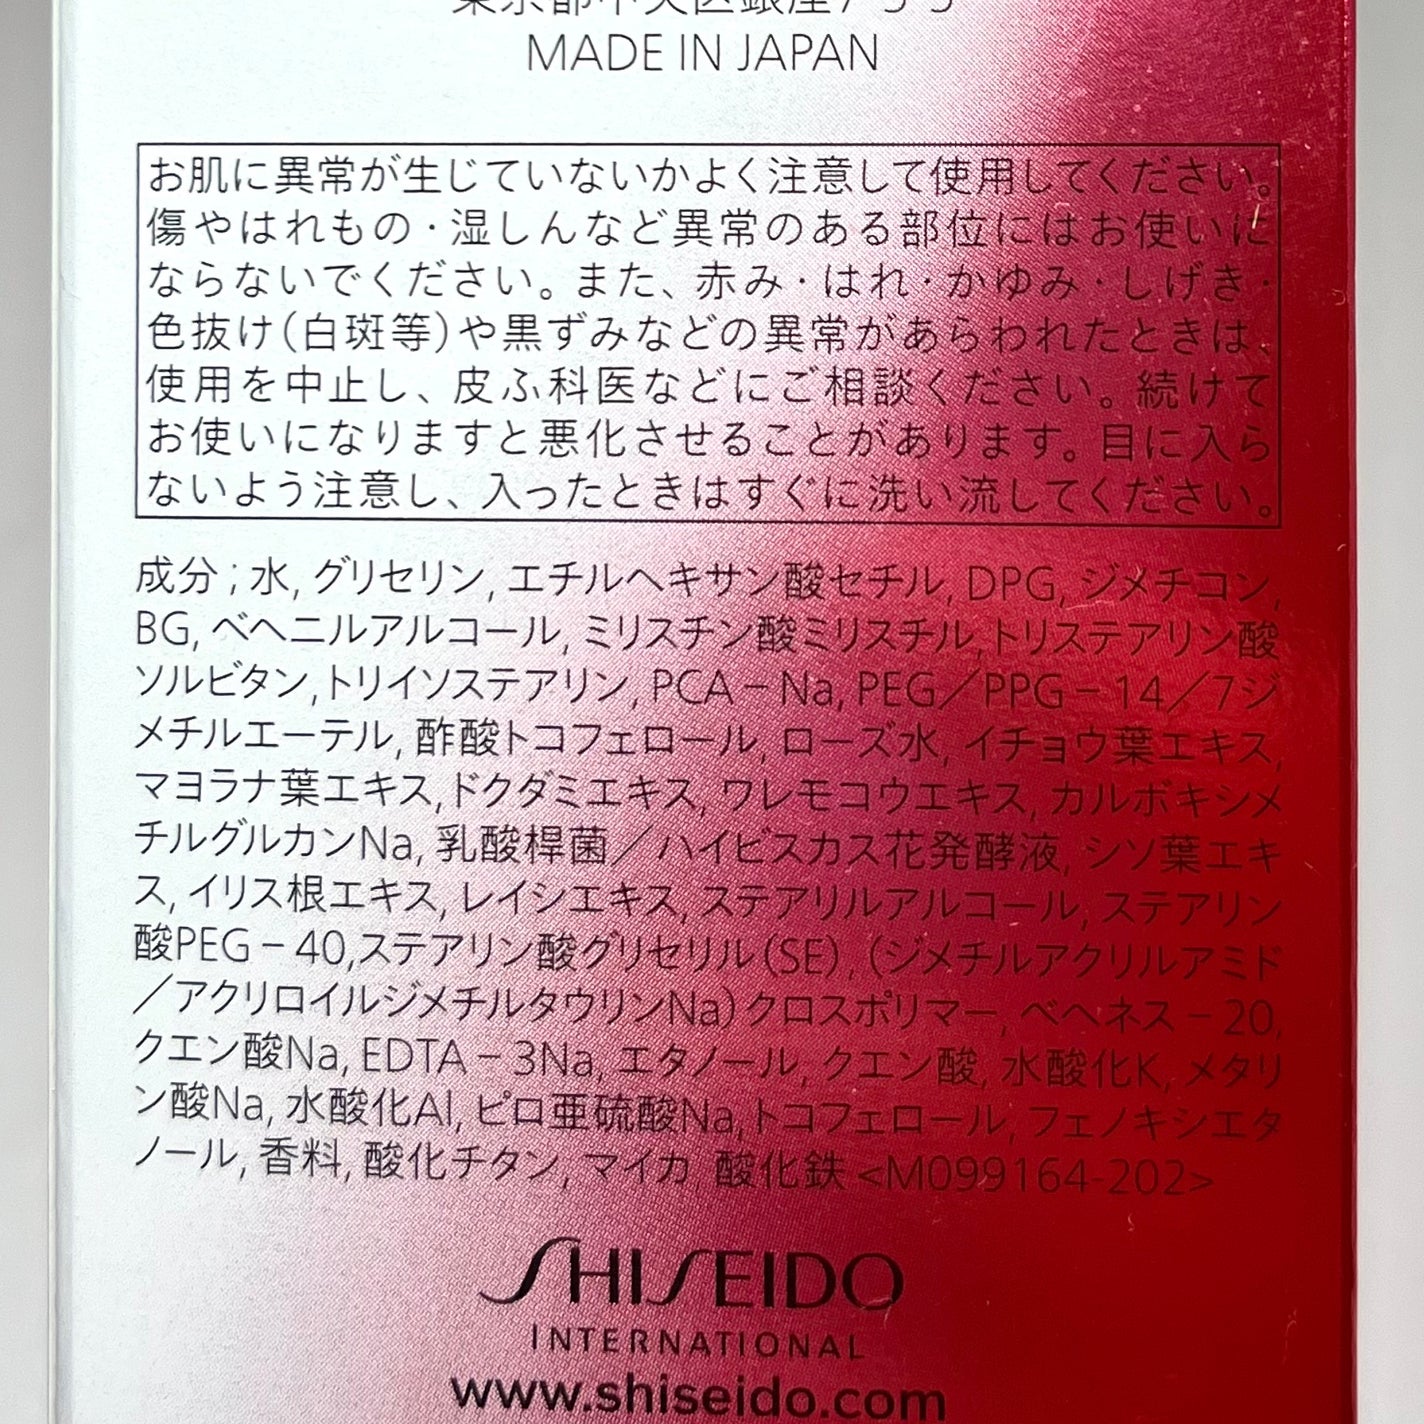 東京都中央区銀座7-5-5
MADE IN JAPAN
お肌に異常が生じていないかよく注意して使用してください。
傷やはれもの・湿しんなど異常のある部位にはお使いに
ならないでください。また、赤み・はれ・かゆみ・しげき・
色抜け(白斑等)や黒ずみなどの異常があらわれたときは、
使用を中止し、皮ふ科医などにご相談ください。続けて
お使いになりますと悪化させることがあります。目に入ら
ないよう注意し、入ったときはすぐに洗い流してください。
成分;水,グリセリン,エチルヘキサン酸セチル,DPG,ジメチコン,
BG,ベヘニルアルコール,ミリスチン酸ミリスチル,トリステアリン酸
ソルビタン,トリイソステアリン,PCA-Na,PEG/PPG-14/7ジ
メチルエーテル,酢酸トコフェロール,ローズ水,イチョウ葉エキス,
マヨラナ葉エキス,ドクダミエキス,ワレモコウエキス,カルボキシメ
チルグルカンNa,乳酸桿菌/ハイビスカス花発酵液,シソ葉エキ
ス,イリス根エキス,レイシエキス,ステアリルアルコール,ステアリン
酸PEG-40,ステアリン酸グリセリル(SE),(ジメチルアクリルアミド
/アクリロイルジメチルタウリンNa)クロスポリマー,ベヘネス-20,
クエン酸Na,EDTA-3Na,エタノール,クエン酸,水酸化K,メタリ
ン酸Na,水酸化Al,ピロ亜硫酸Na,トコフェロール,フェノキシエタ
ノール,香料,酸化チタン,マイカ,酸化鉄<M099164-202>
SHISEIDO
INTERNATIONAL
www.shiseido.com